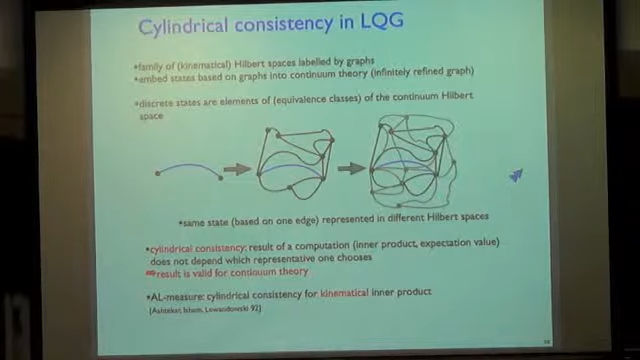 Cylindrical consistency in LQG
•family of (kinematical) Hilbert spaces labelled by graphs
•embed states based on graphs into continuum theory (infinitely refined graph)
•discrete states are elements of (equivalence classes) of the continuum Hilbert
space
•same state (based on one edge) represented in different Hilbert spaces
•cylindrical consistency: result of a computation (inner product, expectation value)
does not depend which representative one chooses
⇒result is valid for continuum theory
•AL-measure: cylindrical consistency for kinematical inner product
[Ashtekar, Isham, Lewandowski 92]